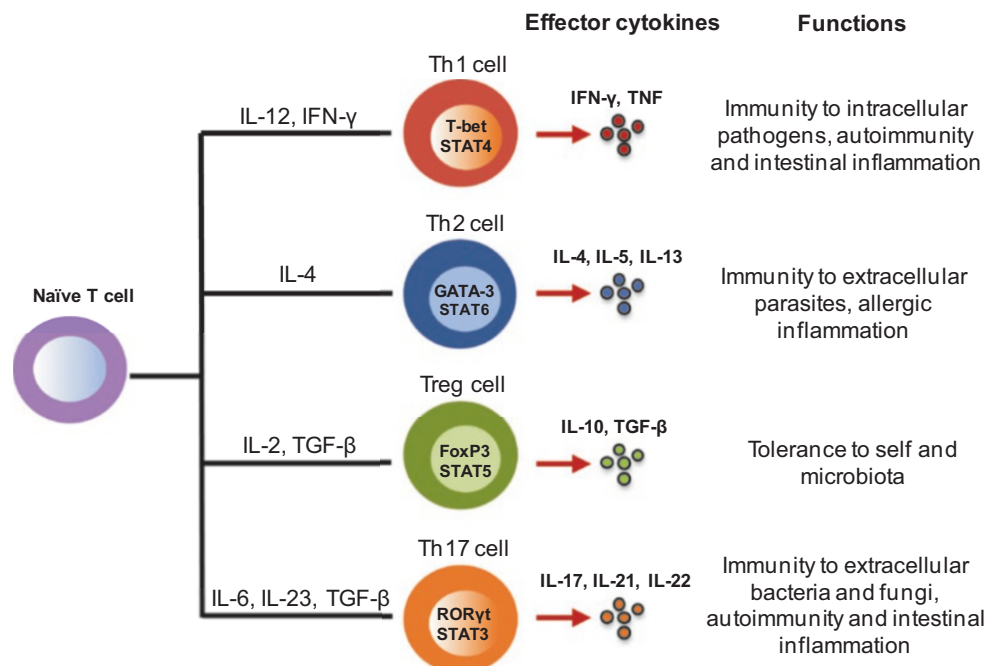 Effector cytokines
Functions
Th1 cell
IL-12, IFN-γ
T-bet
STAT4
IFN-γ, TNF
Immunity to intracellular
pathogens, autoimmunity
and intestinal inflammation
Th2 cell
IL-4
GATA-3
STAT6
IL-4, IL-5, IL-13
Immunity to extracellular
parasites, allergic
inflammation
Naïve T cell
Treg cell
IL-2, TGF-β
FoxP3
STAT5
IL-10, TGF-β
Tolerance to self and
microbiota
Th17 cell
IL-6, IL-23, TGF-β
RORγt
STAT3
IL-17, IL-21, IL-22
Immunity to extracellular
bacteria and fungi,
autoimmunity and intestinal
inflammation